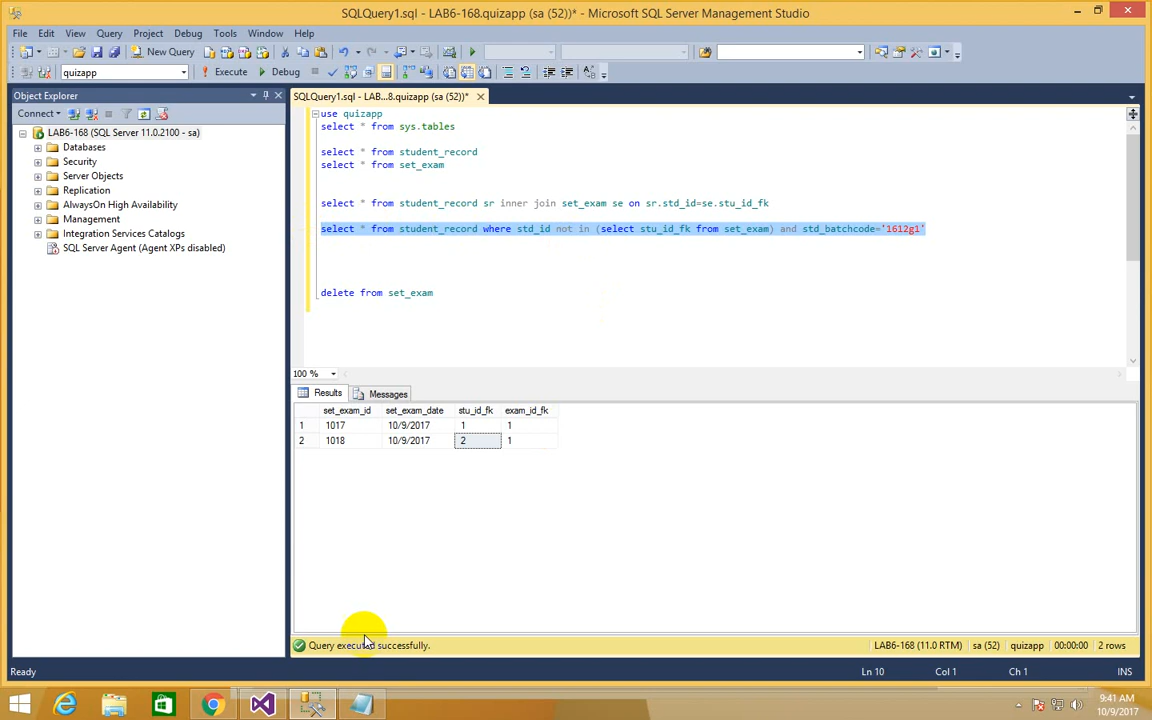 SQLQuery1.sql - LAB6-168.quizapp (sa (52))* - Microsoft SQL Server Management Studio
File Edit View Query Project Debug Tools Window Help
New Query
quizapp Execute Debug
Object Explorer
Connect
LAB6-168 (SQL Server 11.0.2100 - sa)
Databases
Security
Server Objects
Replication
AlwaysOn High Availability
Management
Integration Services Catalogs
SQL Server Agent (Agent XPs disabled)
SQLQuery1.sql - LAB...8.quizapp (sa (52))*
use quizapp
select * from sys.tables
select * from student_record
select * from set_exam
select * from student_record sr inner join set_exam se on sr.std_id=se.stu_id_fk
select * from student_record where std_id not in (select stu_id_fk from set_exam) and std_batchcode='1612g1'
delete from set_exam
100 %
Results Messages
set_exam_id set_exam_date stu_id_fk exam_id_fk
1 1017 10/9/2017 1 1
2 1018 10/9/2017 2 1
Query executed successfully. LAB6-168 (11.0 RTM) sa (52) quizapp 00:00:00 2 rows
Ready Ln 10 Col 1 Ch 1 INS
9:41 AM
10/9/2017